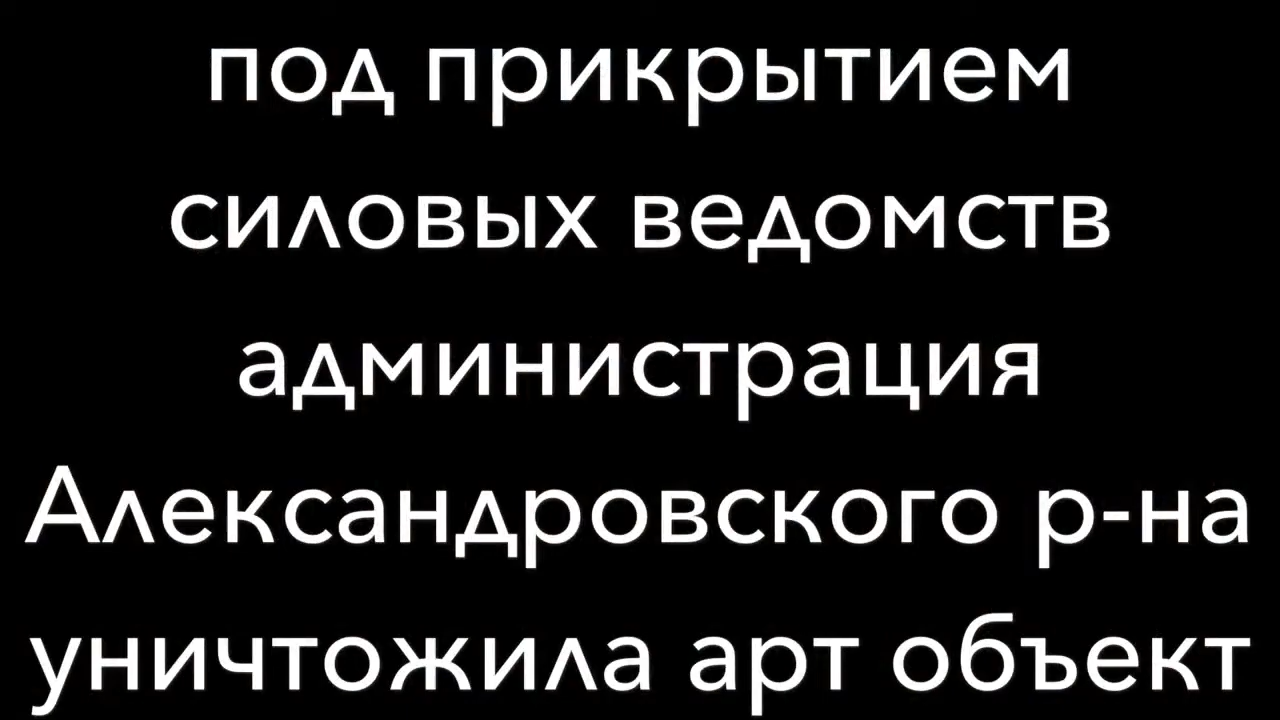 под прикрытием
силовых ведомств
администрация
Александровского р-на
уничтожила арт объект